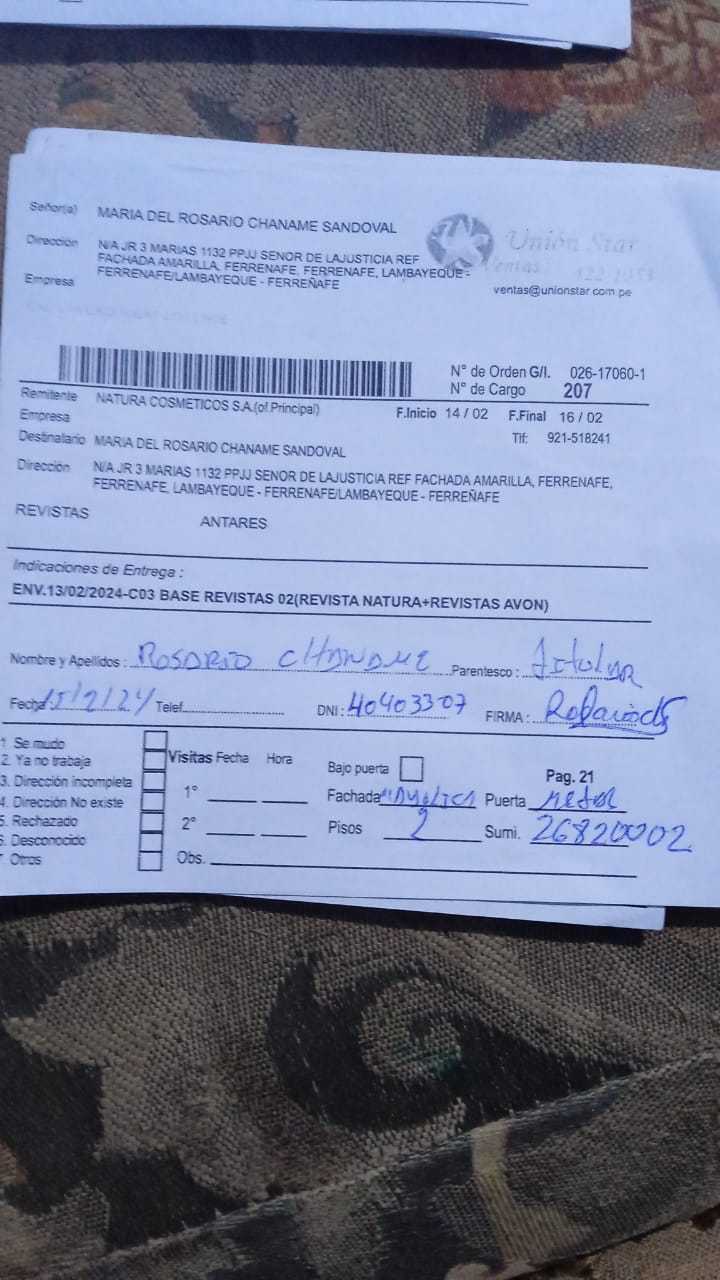 Señor(a) MARIA DEL ROSARIO CHANAME SANDOVAL
Dirección N/A JR 3 MARIAS 1132 PPJJ SENOR DE LAJUSTICIA REF
FACHADA AMARILLA, FERRENAFE, FERRENAFE, LAMBAYEQUE -
FERRENAFE/LAMBAYEQUE - FERREÑAFE
Empresa
Unión Star
Ventas:
ventas@unionstar.com.pe
N° de Orden G/I. 026-17060-1
N° de Cargo 207
Remitente NATURA COSMETICOS S.A.(of.Principal)
Empresa
F.Inicio 14 / 02 F.Final 16 / 02
Tlf: 921-518241
Destinatario MARIA DEL ROSARIO CHANAME SANDOVAL
Dirección N/A JR 3 MARIAS 1132 PPJJ SENOR DE LAJUSTICIA REF FACHADA AMARILLA, FERRENAFE,
FERRENAFE, LAMBAYEQUE - FERRENAFE/LAMBAYEQUE - FERREÑAFE
REVISTAS ANTARES
Indicaciones de Entrega :
ENV.13/02/2024-C03 BASE REVISTAS 02(REVISTA NATURA+REVISTAS AVON)
Nombre y Apellidos : ROSARIO CHANAME Parentesco : titular
Fecha 15/2/24 Telef. DNI : 40403307 FIRMA :
1. Se mudo
2. Ya no trabaja
3. Dirección incompleta
4. Dirección No existe
5. Rechazado
6. Desconocido
7. Otros
Visitas Fecha Hora
1°
2°
Obs.
Bajo puerta Pag. 21
Fachada Puerta
Pisos 2 Sumi. 26820002